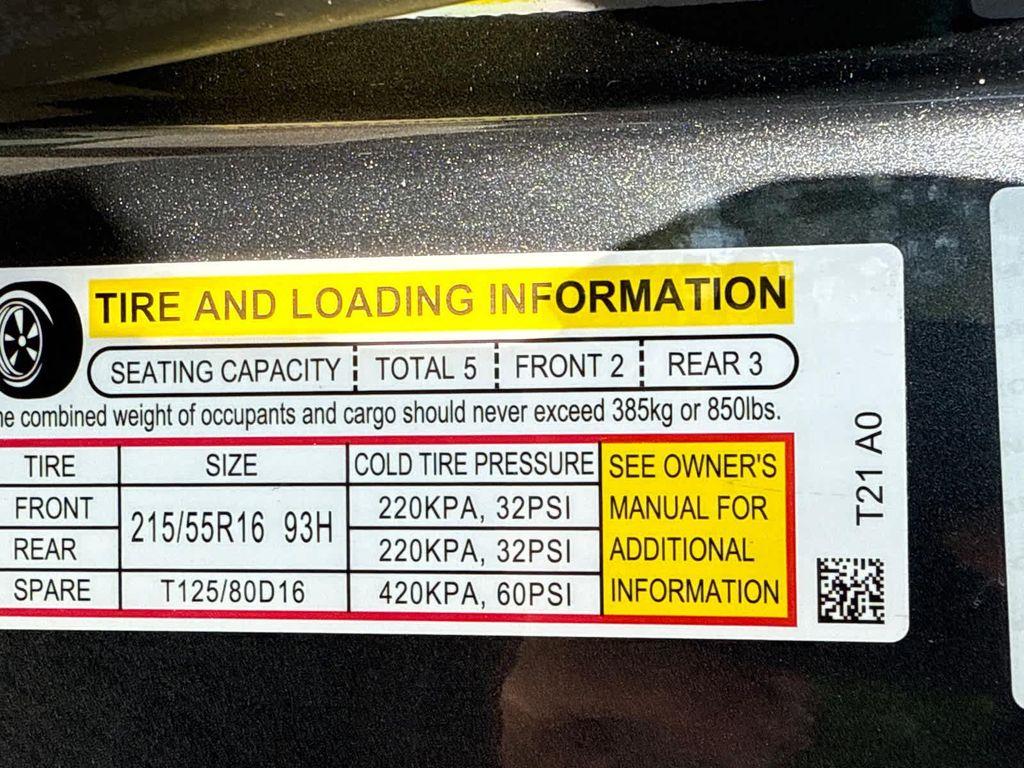 TIRE AND LOADING INFORMATION
SEATING CAPACITY TOTAL 5 FRONT 2 REAR 3
combined weight of occupants and cargo should never exceed 385kg or 850lbs.
TIRE SIZE COLD TIRE PRESSURE SEE OWNER'S
FRONT 215/55R16 93H 220KPA, 32PSI MANUAL FOR
REAR 220KPA, 32PSI ADDITIONAL
SPARE T125/80D16 420KPA, 60PSI INFORMATION
T21 A0